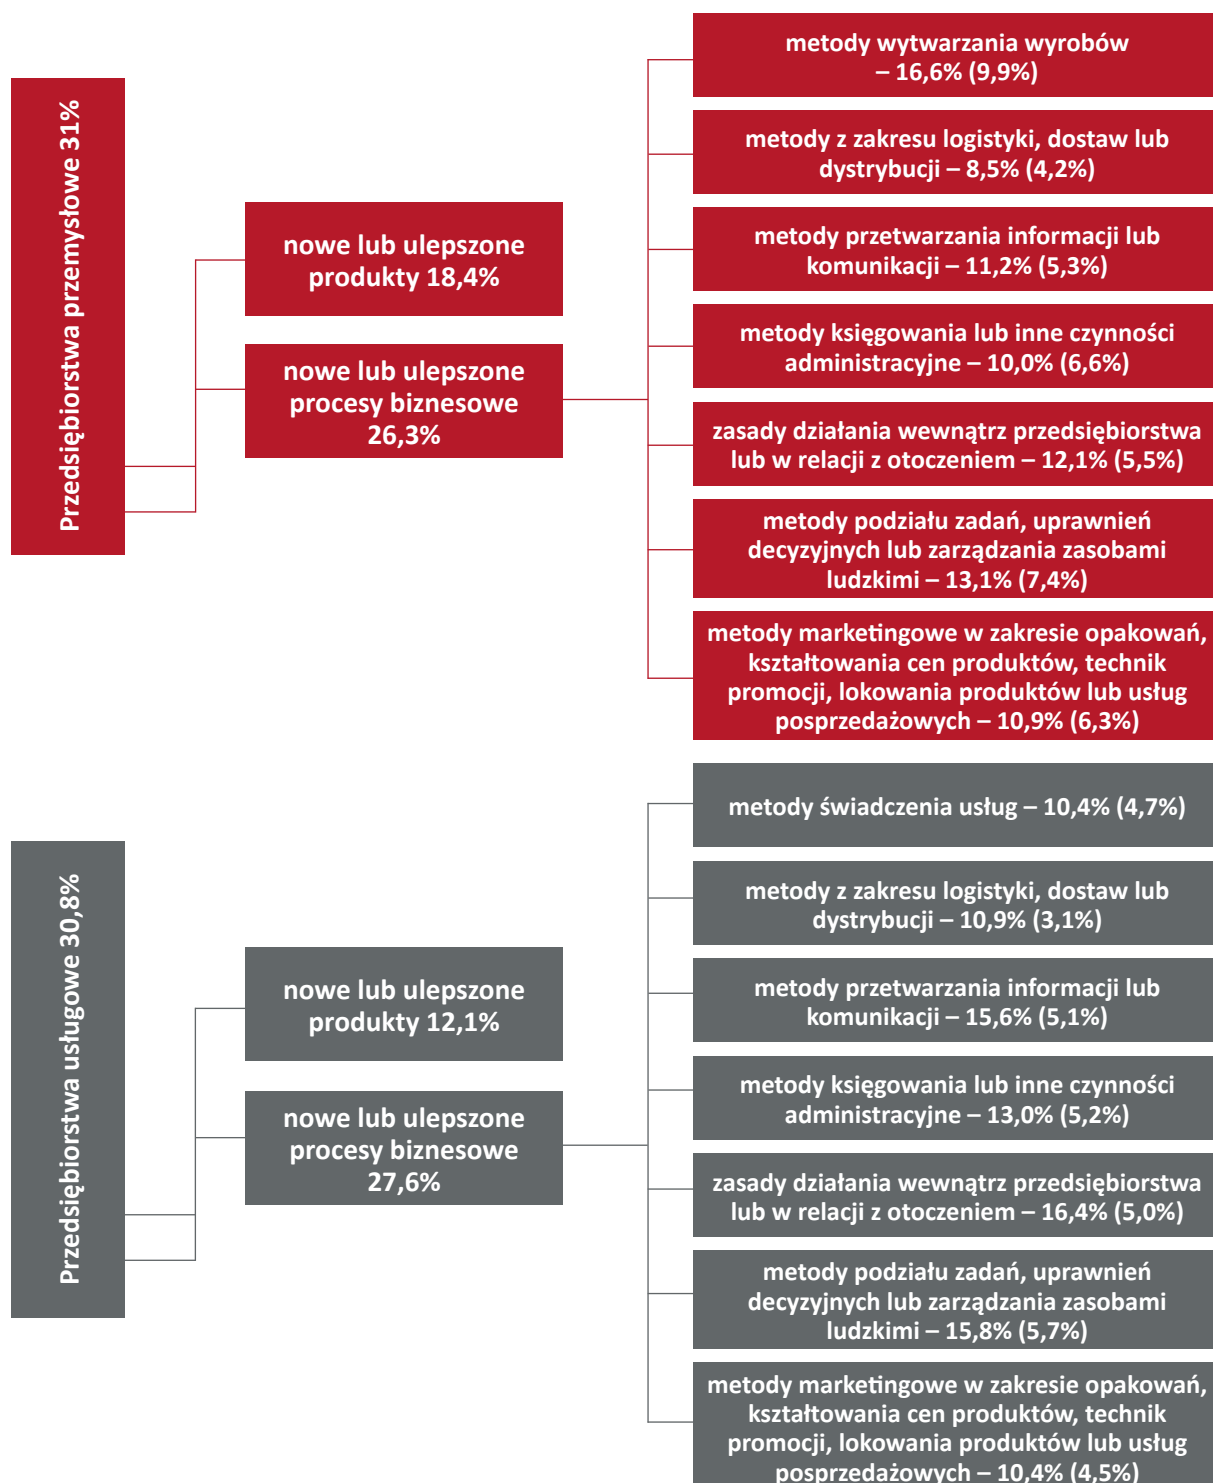 Przedsiębiorstwa przemysłowe 31%
nowe lub ulepszone
produkty 18,4%
nowe lub ulepszone
procesy biznesowe
26,3%
metody wytwarzania wyrobów
– 16,6% (9,9%)
metody z zakresu logistyki, dostaw lub
dystrybucji – 8,5% (4,2%)
metody przetwarzania informacji lub
komunikacji – 11,2% (5,3%)
metody księgowania lub inne czynności
administracyjne – 10,0% (6,6%)
zasady działania wewnątrz przedsiębiorstwa
lub w relacji z otoczeniem – 12,1% (5,5%)
metody podziału zadań, uprawnień
decyzyjnych lub zarządzania zasobami
ludzkimi – 13,1% (7,4%)
metody marketingowe w zakresie opakowań,
kształtowania cen produktów, technik
promocji, lokowania produktów lub usług
posprzedażowych – 10,9% (6,3%)
Przedsiębiorstwa usługowe 30,8%
nowe lub ulepszone
produkty 12,1%
nowe lub ulepszone
procesy biznesowe
27,6%
metody świadczenia usług – 10,4% (4,7%)
metody z zakresu logistyki, dostaw lub
dystrybucji – 10,9% (3,1%)
metody przetwarzania informacji lub
komunikacji – 15,6% (5,1%)
metody księgowania lub inne czynności
administracyjne – 13,0% (5,2%)
zasady działania wewnątrz przedsiębiorstwa
lub w relacji z otoczeniem – 16,4% (5,0%)
metody podziału zadań, uprawnień
decyzyjnych lub zarządzania zasobami
ludzkimi – 15,8% (5,7%)
metody marketingowe w zakresie opakowań,
kształtowania cen produktów, technik
promocji, lokowania produktów lub usług
posprzedażowych – 10,4% (4,5%)